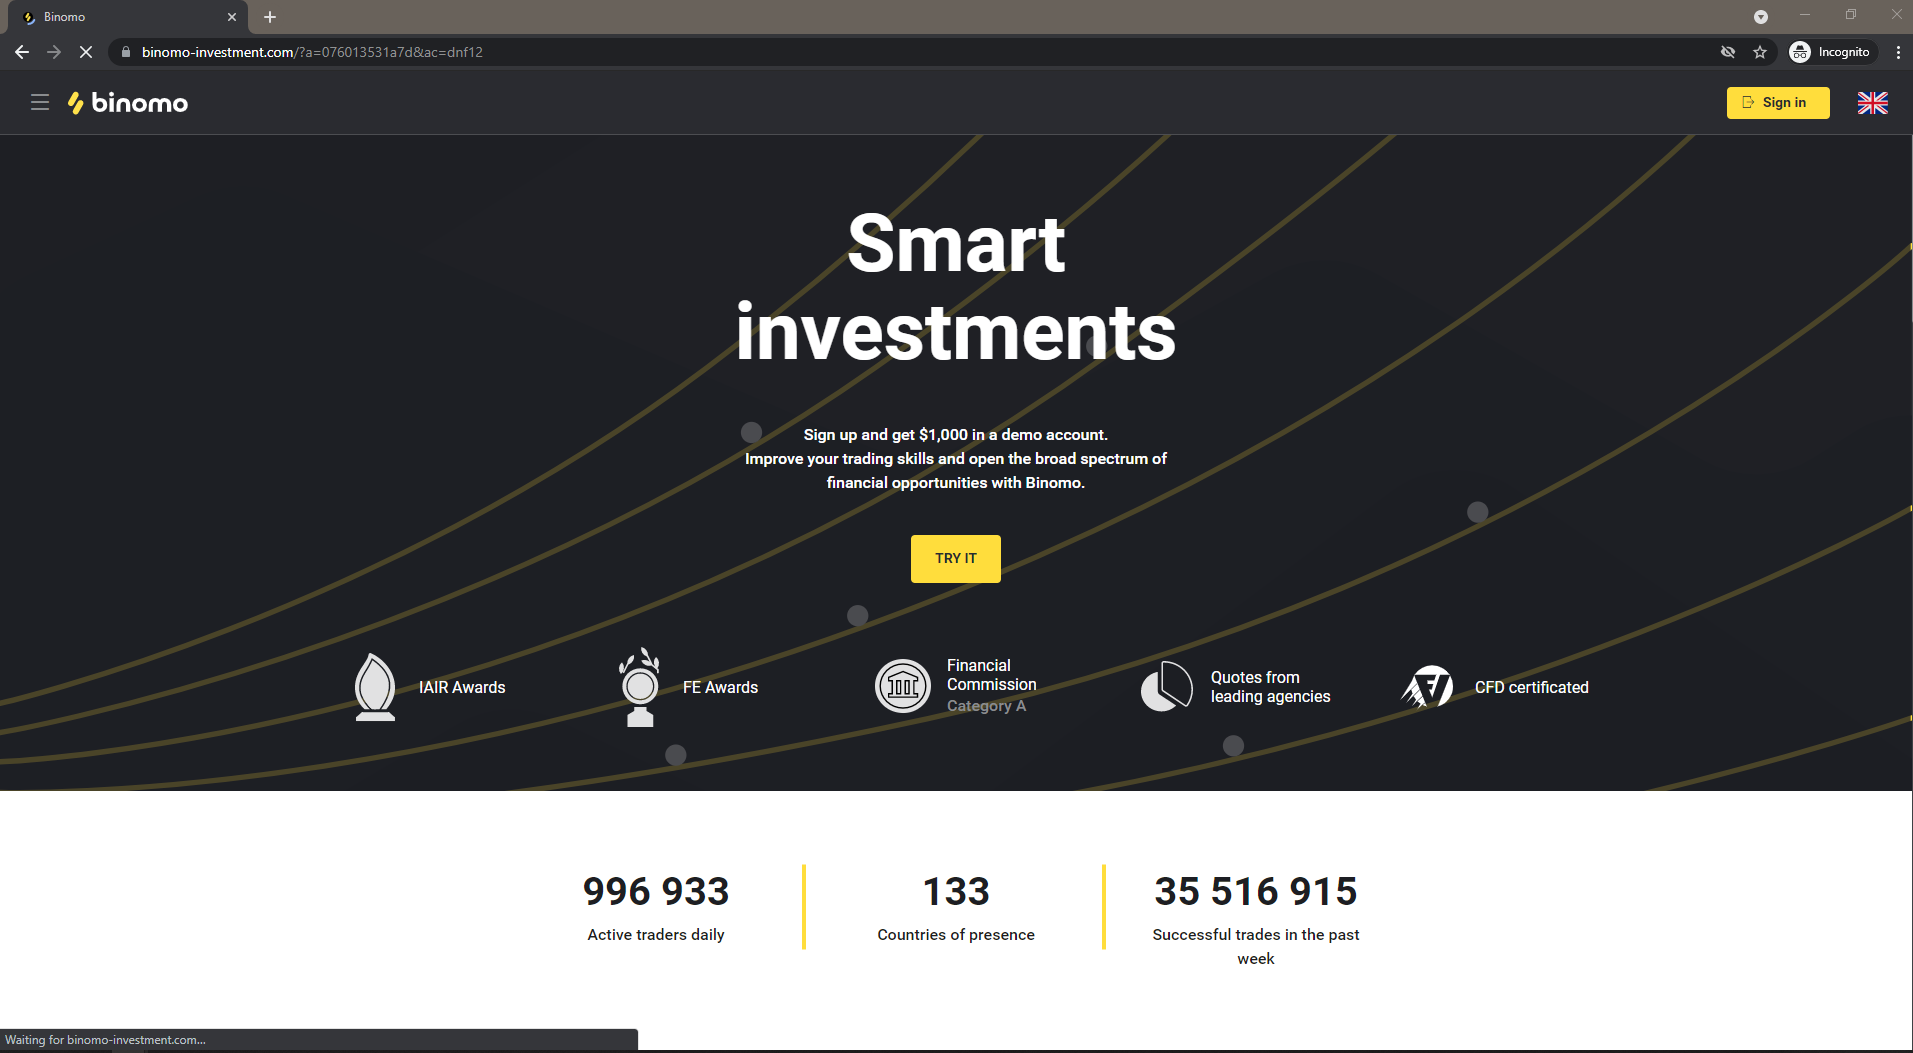 Binomo
binomo-investment.com/?a=076013531a7d&ac=dnf12
Incognito
binomo
Sign in
Smart
investments
Sign up and get $1,000 in a demo account.
Improve your trading skills and open the broad spectrum of
financial opportunities with Binomo.
TRY IT
IAIR Awards
FE Awards
Financial
Commission
Category A
Quotes from
leading agencies
CFD certificated
996 933
Active traders daily
133
Countries of presence
35 516 915
Successful trades in the past
week
Waiting for binomo-investment.com...